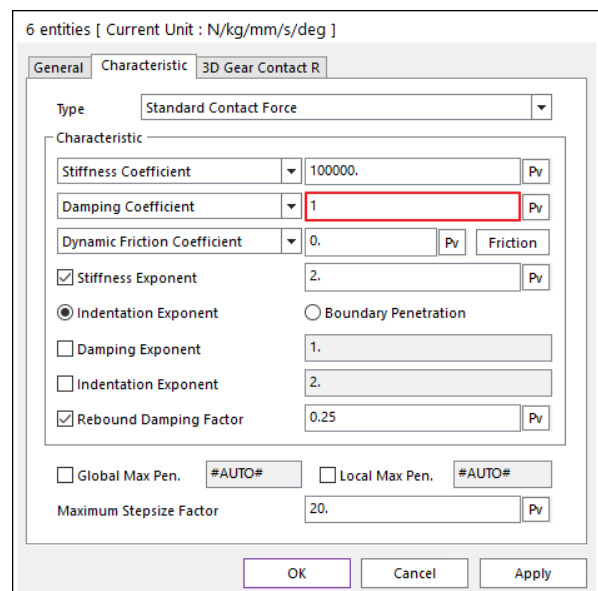 6 entities [ Current Unit : N/kg/mm/s/deg ]
General Characteristic 3D Gear Contact R
Type Standard Contact Force
Characteristic
Stiffness Coefficient 100000. Pv
Damping Coefficient 1 Pv
Dynamic Friction Coefficient 0. Pv Friction
Stiffness Exponent 2. Pv
Indentation Exponent Boundary Penetration
Damping Exponent 1.
Indentation Exponent 2.
Rebound Damping Factor 0.25 Pv
Global Max Pen. #AUTO# Local Max Pen. #AUTO#
Maximum Stepsize Factor 20. Pv
OK Cancel Apply